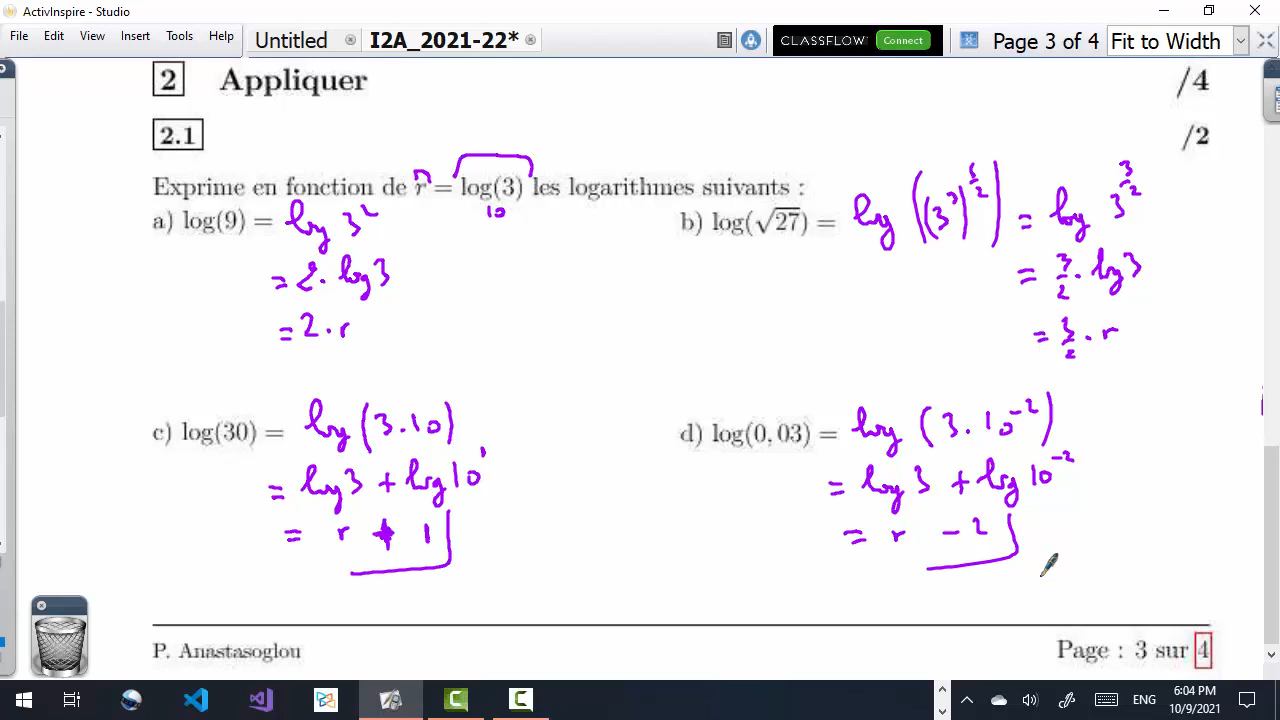 ActivInspire - Studio
File Edit View Insert Tools Help
Untitled I2A_2021-22*
CLASSFLOW Connect
Page 3 of 4 Fit to Width
2 Appliquer /4
2.1 /2
Exprime en fonction de r = log(3) les logarithmes suivants :
10
a) log(9) = log 3²
= 2 · log 3
= 2 · r
b) log(√27) = log((3³)^{1/2}) = log 3^{3/2}
= 3/2 · log 3
= 3/2 · r
c) log(30) = log(3 · 10)
= log 3 + log 10¹
= r + 1
d) log(0, 03) = log(3 · 10⁻²)
= log 3 + log 10⁻²
= r − 2
P. Anastasoglou Page : 3 sur 4
ENG
6:04 PM
10/9/2021